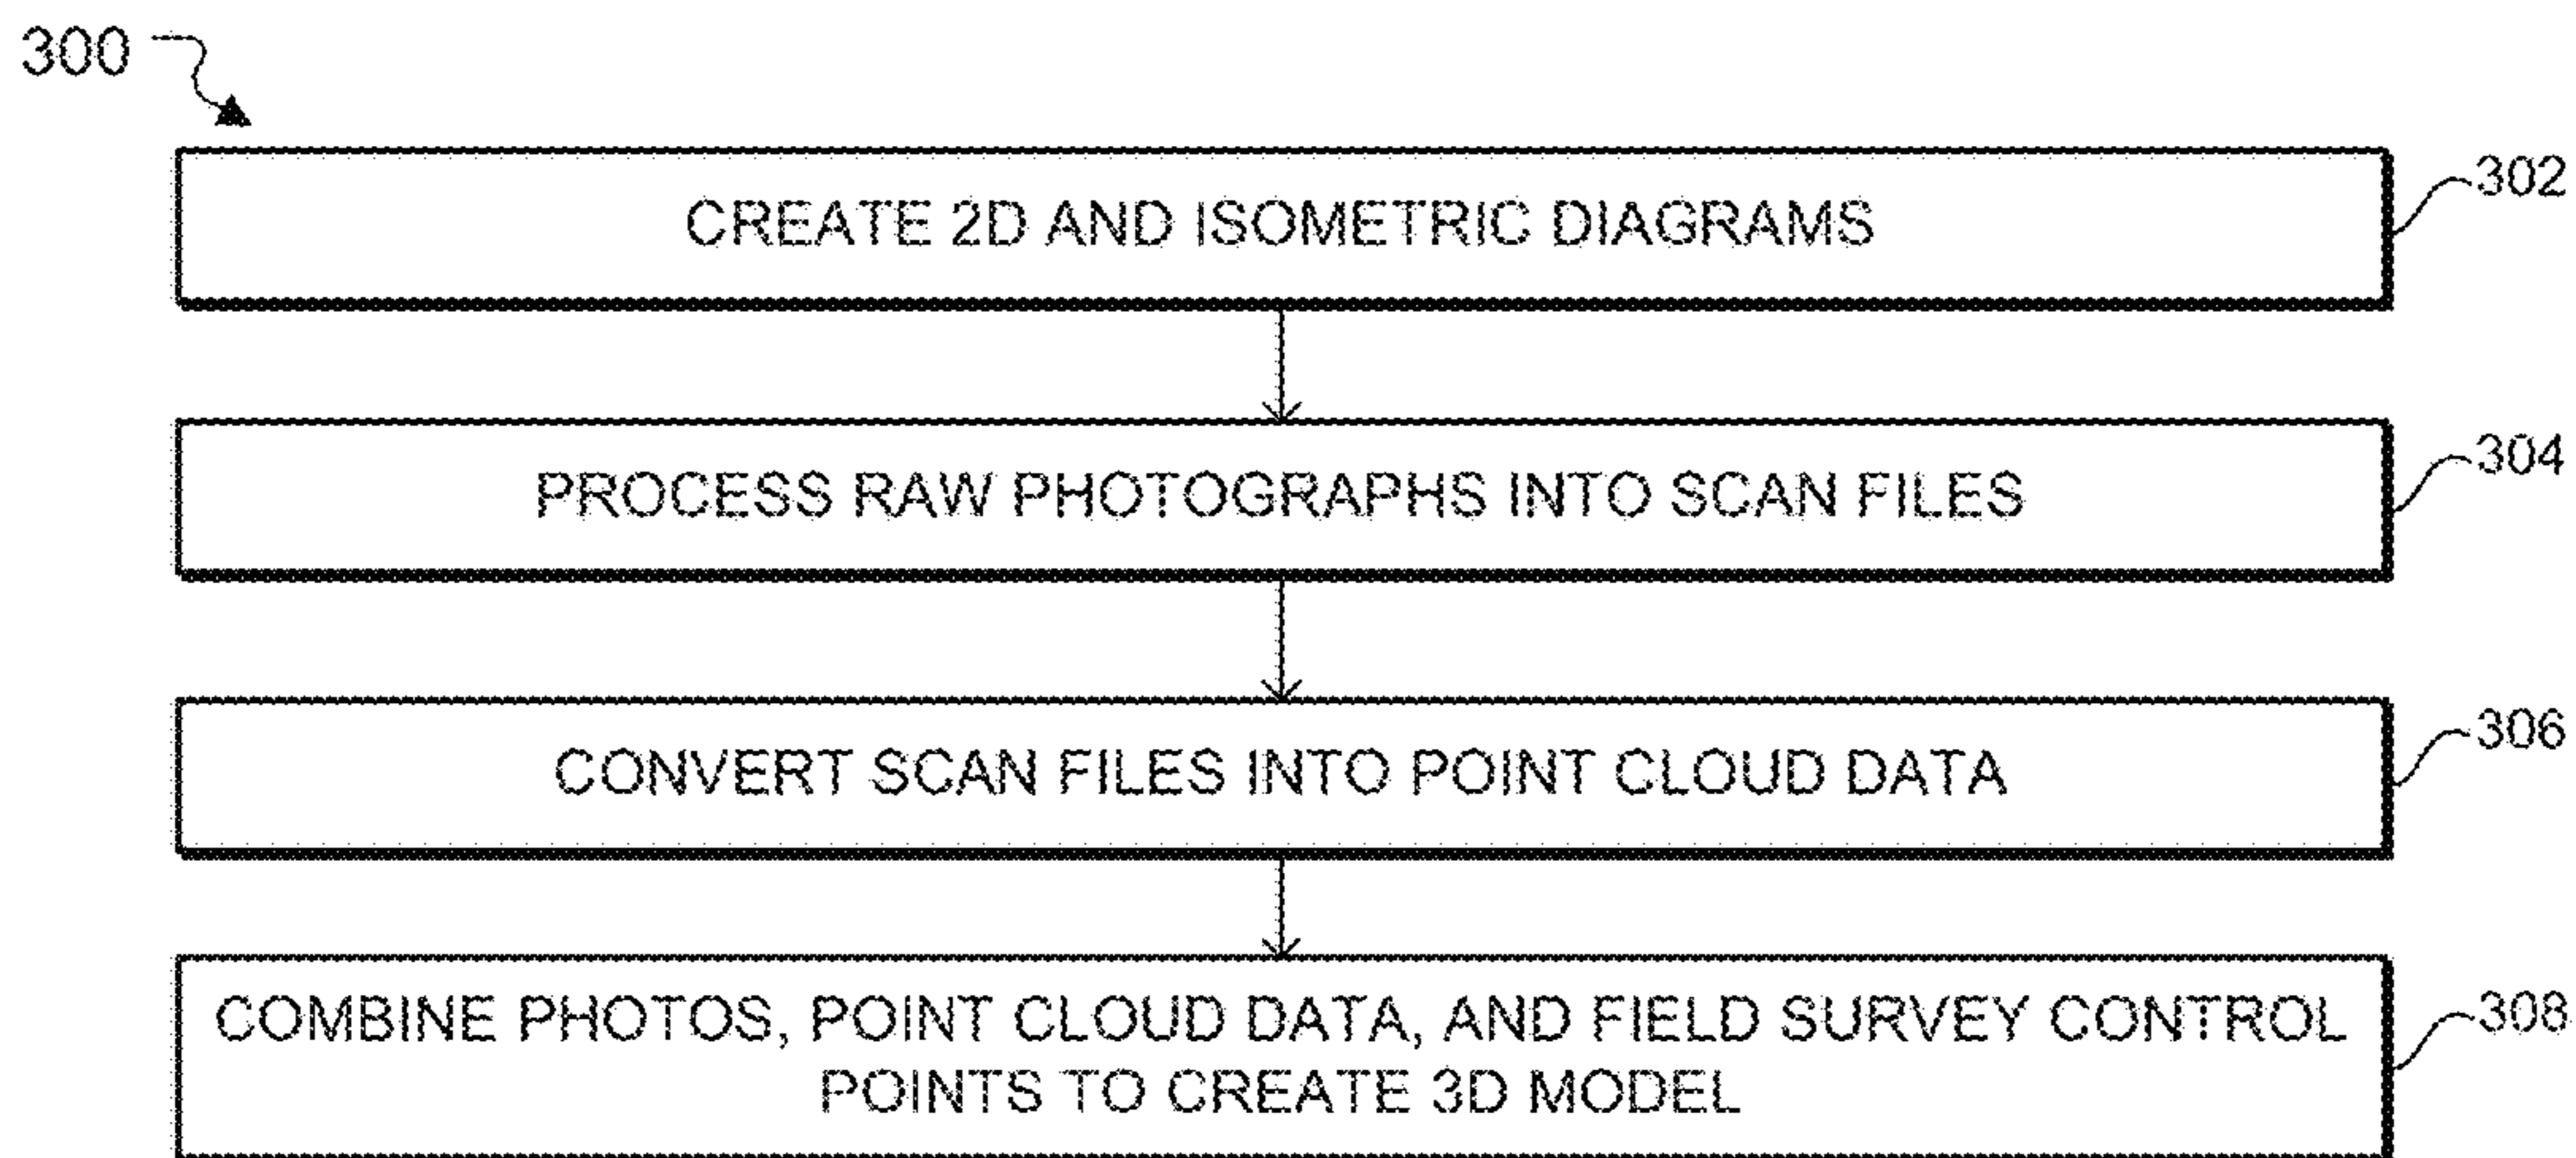 300
CREATE 2D AND ISOMETRIC DIAGRAMS
302
PROCESS RAW PHOTOGRAPHS INTO SCAN FILES
304
CONVERT SCAN FILES INTO POINT CLOUD DATA
306
COMBINE PHOTOS, POINT CLOUD DATA, AND FIELD SURVEY CONTROL
POINTS TO CREATE 3D MODEL
308